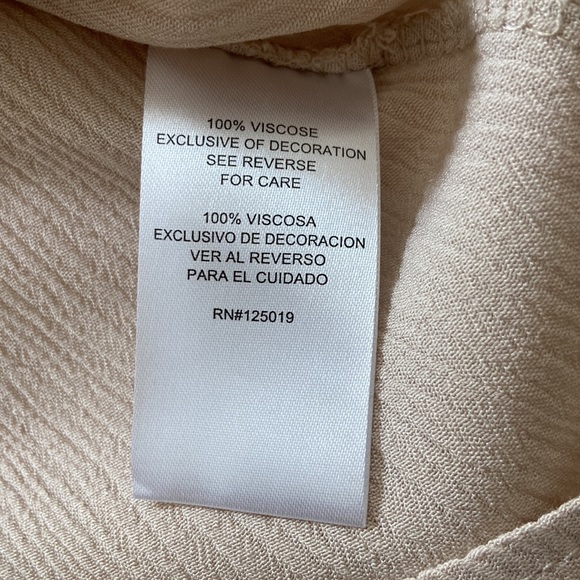 100% VISCOSE
EXCLUSIVE OF DECORATION
SEE REVERSE
FOR CARE
100% VISCOSA
EXCLUSIVO DE DECORACION
VER AL REVERSO
PARA EL CUIDADO
RN#125019